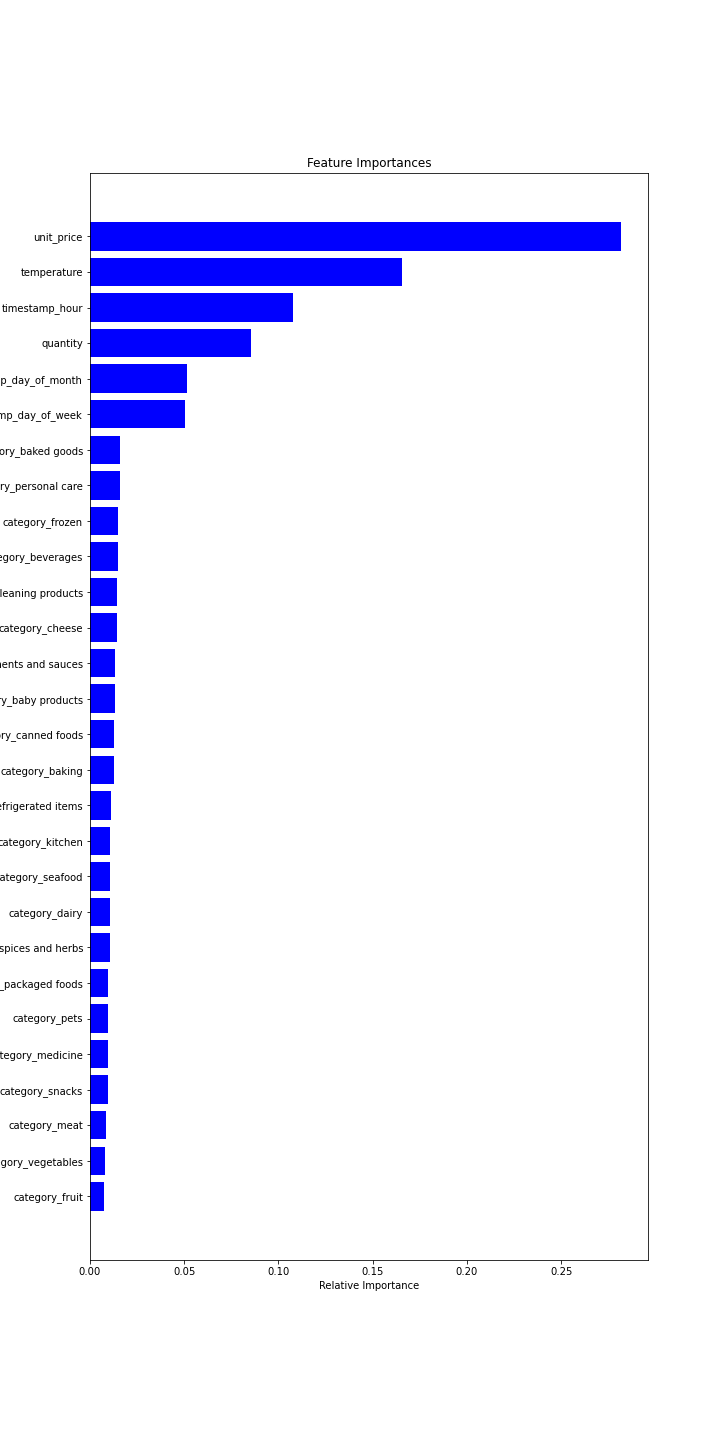 Feature Importances
unit_price
temperature
timestamp_hour
quantity
p_day_of_month
mp_day_of_week
ory_baked goods
ry_personal care
category_frozen
egory_beverages
leaning products
category_cheese
ents and sauces
ry_baby products
ory_canned foods
category_baking
efrigerated items
category_kitchen
ategory_seafood
category_dairy
spices and herbs
_packaged foods
category_pets
tegory_medicine
category_snacks
category_meat
gory_vegetables
category_fruit
0.00 0.05 0.10 0.15 0.20 0.25
Relative Importance